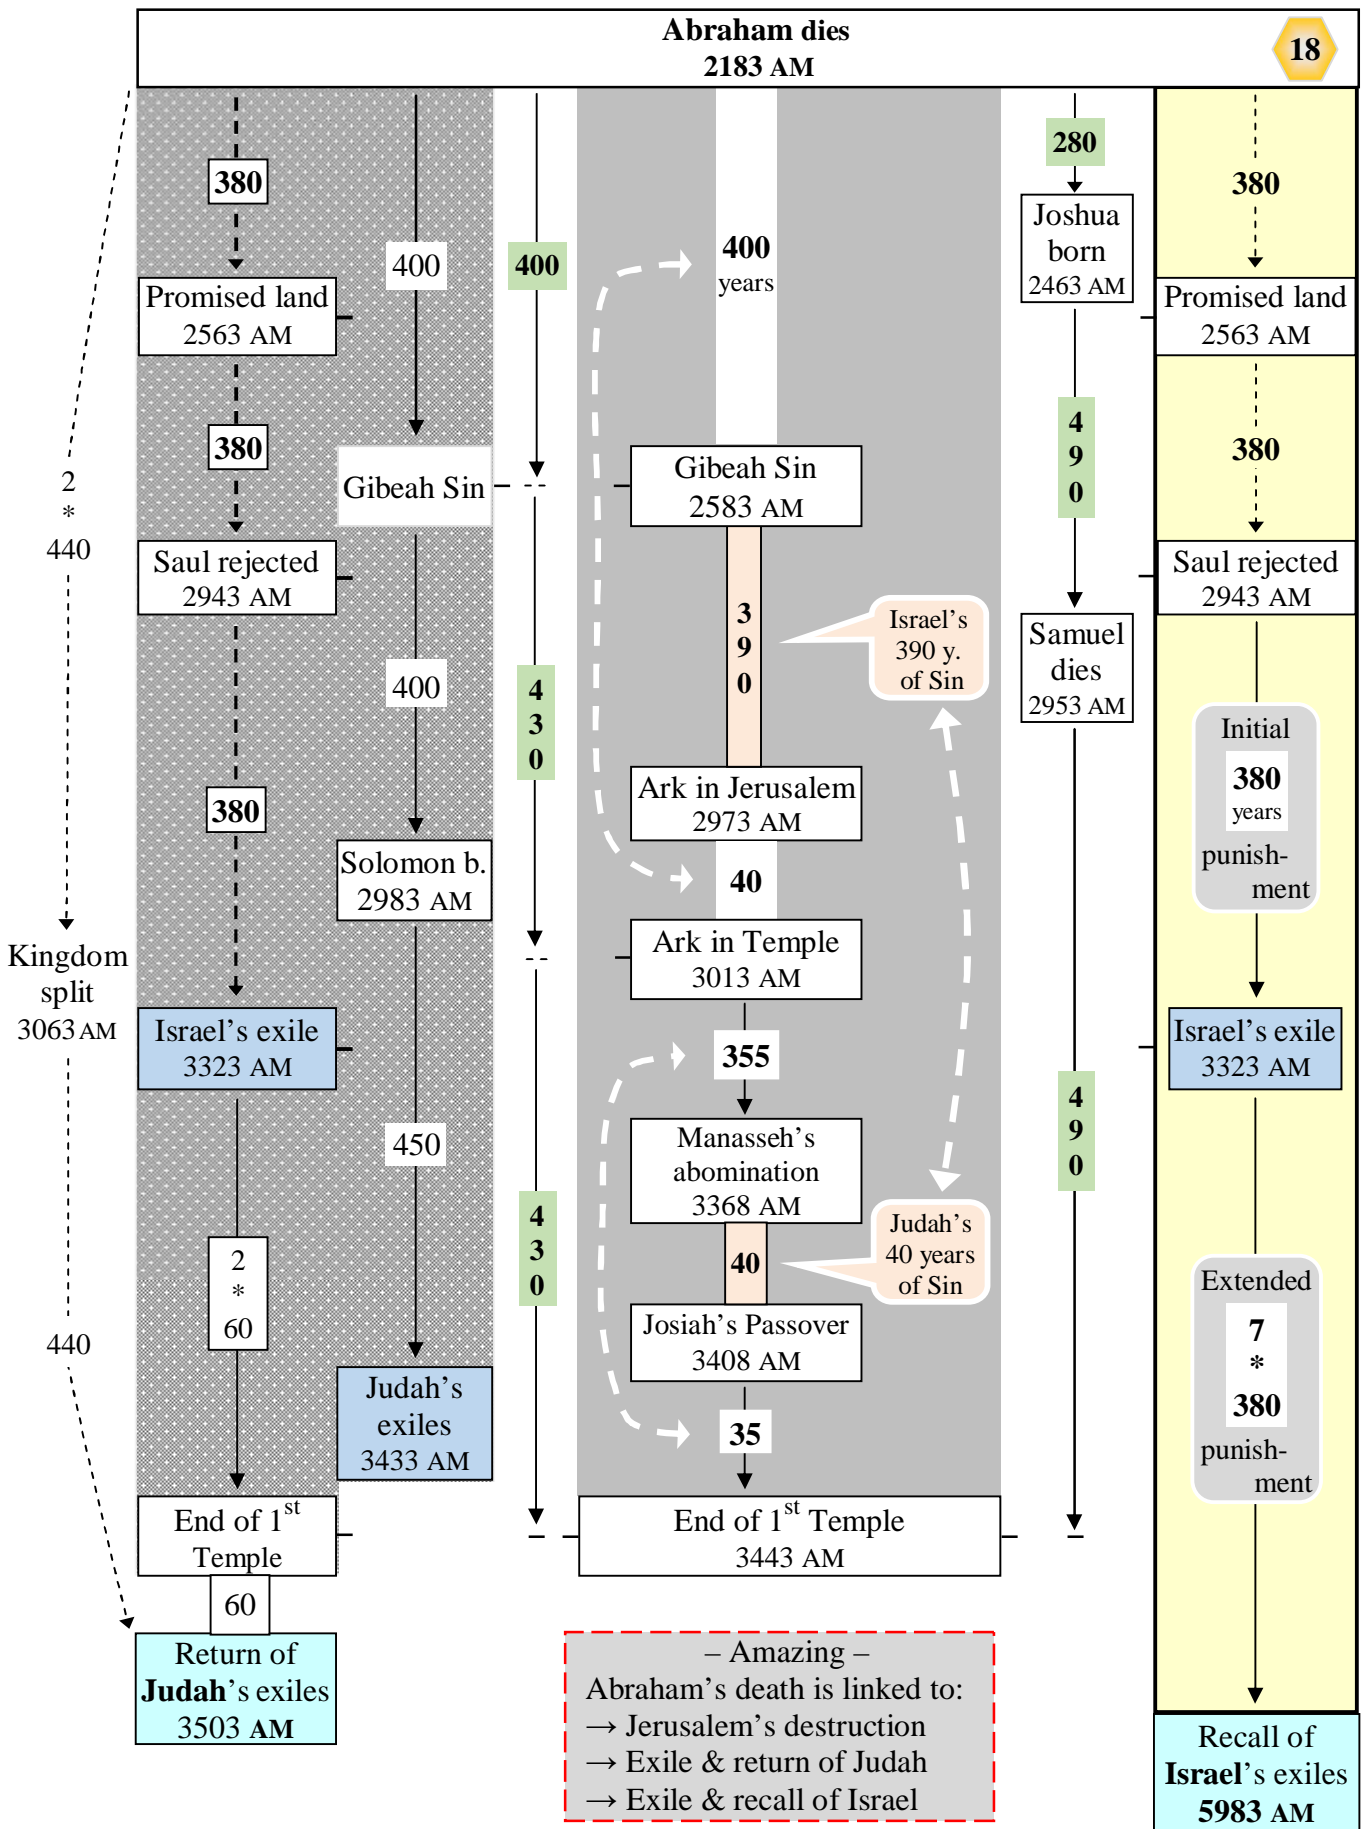 Abraham dies
2183 AM
18
2
*
440
Kingdom
split
3063 AM
440
380
Promised land
2563 AM
380
Saul rejected
2943 AM
380
Israel’s exile
3323 AM
2
*
60
End of 1st
Temple
60
Return of
Judah’s exiles
3503 AM
400
Gibeah Sin
400
Solomon b.
2983 AM
450
Judah’s
exiles
3433 AM
400
--
4
3
0
--
4
3
0
400
years
Gibeah Sin
2583 AM
3
9
0
Israel’s
390 y.
of Sin
Ark in Jerusalem
2973 AM
40
Ark in Temple
3013 AM
355
Manasseh’s
abomination
3368 AM
40
Judah’s
40 years
of Sin
Josiah’s Passover
3408 AM
35
End of 1st Temple
3443 AM
280
Joshua
born
2463 AM
4
9
0
Samuel
dies
2953 AM
4
9
0
380
Promised land
2563 AM
380
Saul rejected
2943 AM
Initial
380
years
punish-
ment
Israel’s exile
3323 AM
Extended
7
*
380
punish-
ment
Recall of
Israel’s exiles
5983 AM
– Amazing –
Abraham’s death is linked to:
→ Jerusalem’s destruction
→ Exile & return of Judah
→ Exile & recall of Israel